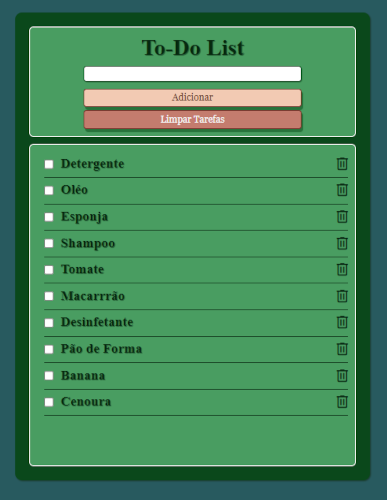 To-Do List
Adicionar
Limpar Tarefas
Detergente
Oléo
Esponja
Shampoo
Tomate
Macarrrão
Desinfetante
Pão de Forma
Banana
Cenoura